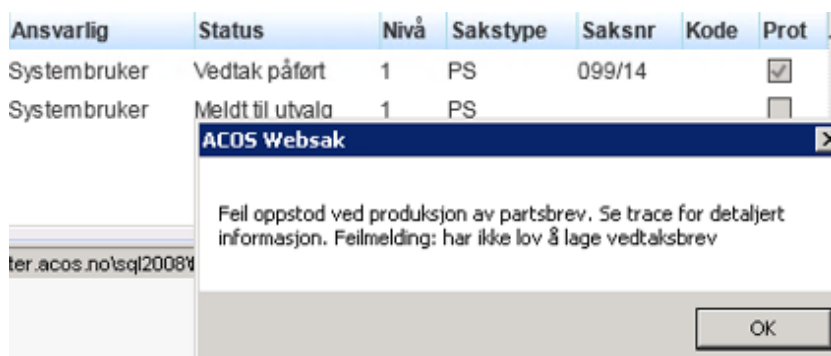 Ansvarlig Status Nivå Sakstype Saksnr Kode Prot
Systembruker Vedtak påført 1 PS 099/14
Systembruker Meldt til utvalg 1 PS
ACOS Websak
Feil oppstod ved produksjon av partsbrev. Se trace for detaljert
informasjon. Feilmelding: har ikke lov å lage vedtaksbrev
ter.acos.no\sql2008\
OK